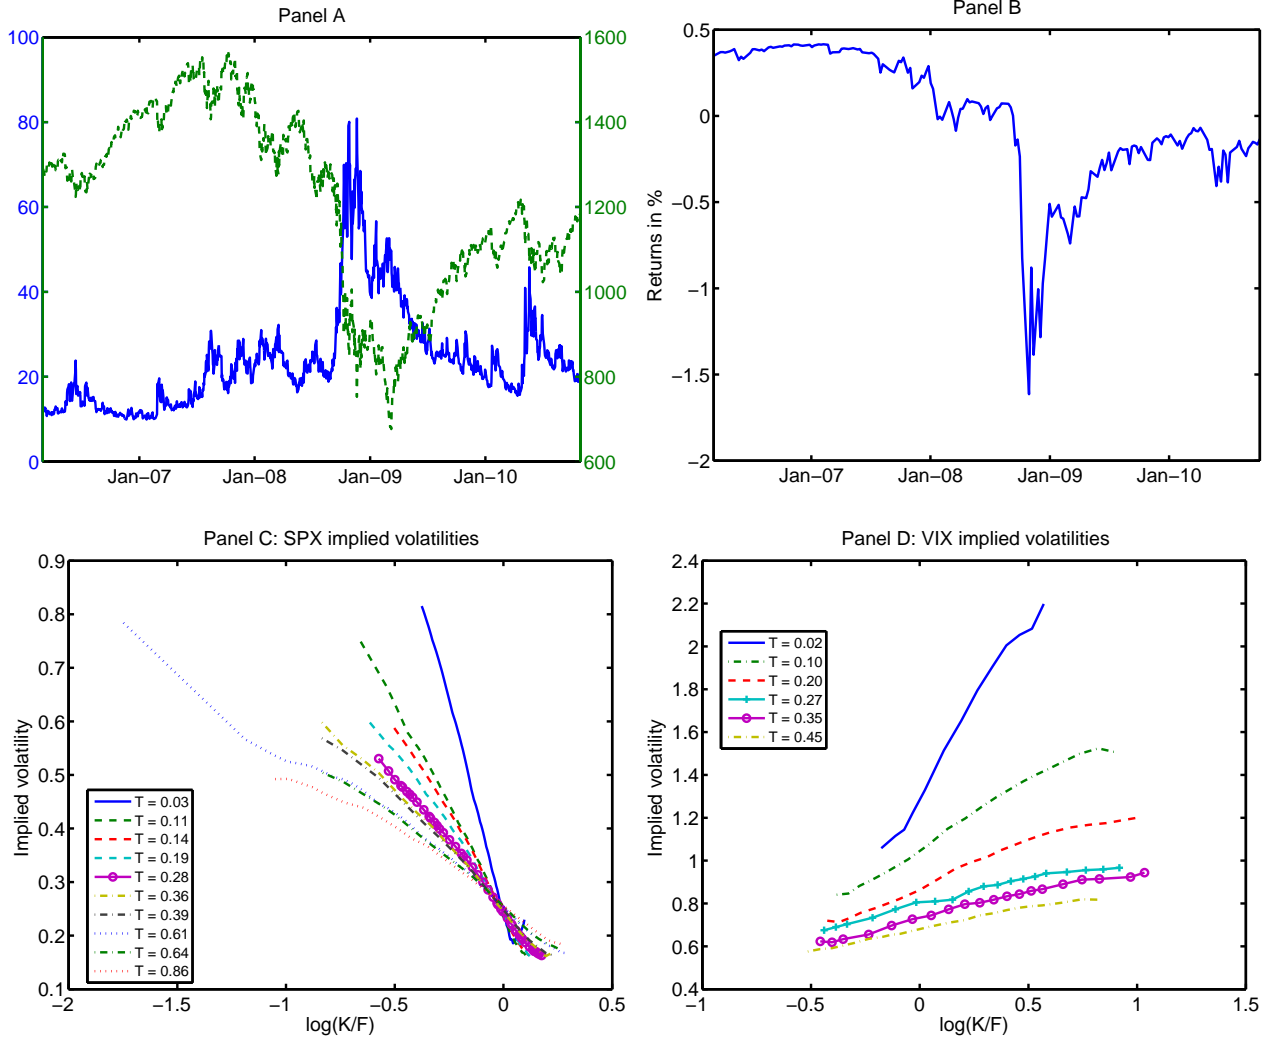 Panel A
100
80
60
40
20
0
1600
1400
1200
1000
800
600
Jan−07
Jan−08
Jan−09
Jan−10
Panel B
Returns in %
0.5
0
−0.5
−1
−1.5
−2
Jan−07
Jan−08
Jan−09
Jan−10
Panel C: SPX implied volatilities
Implied volatility
0.9
0.8
0.7
0.6
0.5
0.4
0.3
0.2
0.1
T = 0.03
T = 0.11
T = 0.14
T = 0.19
T = 0.28
T = 0.36
T = 0.39
T = 0.61
T = 0.64
T = 0.86
−2
−1.5
−1
−0.5
0
0.5
log(K/F)
Panel D: VIX implied volatilities
Implied volatility
2.4
2.2
2
1.8
1.6
1.4
1.2
1
0.8
0.6
0.4
T = 0.02
T = 0.10
T = 0.20
T = 0.27
T = 0.35
T = 0.45
−1
−0.5
0
0.5
1
1.5
log(K/F)